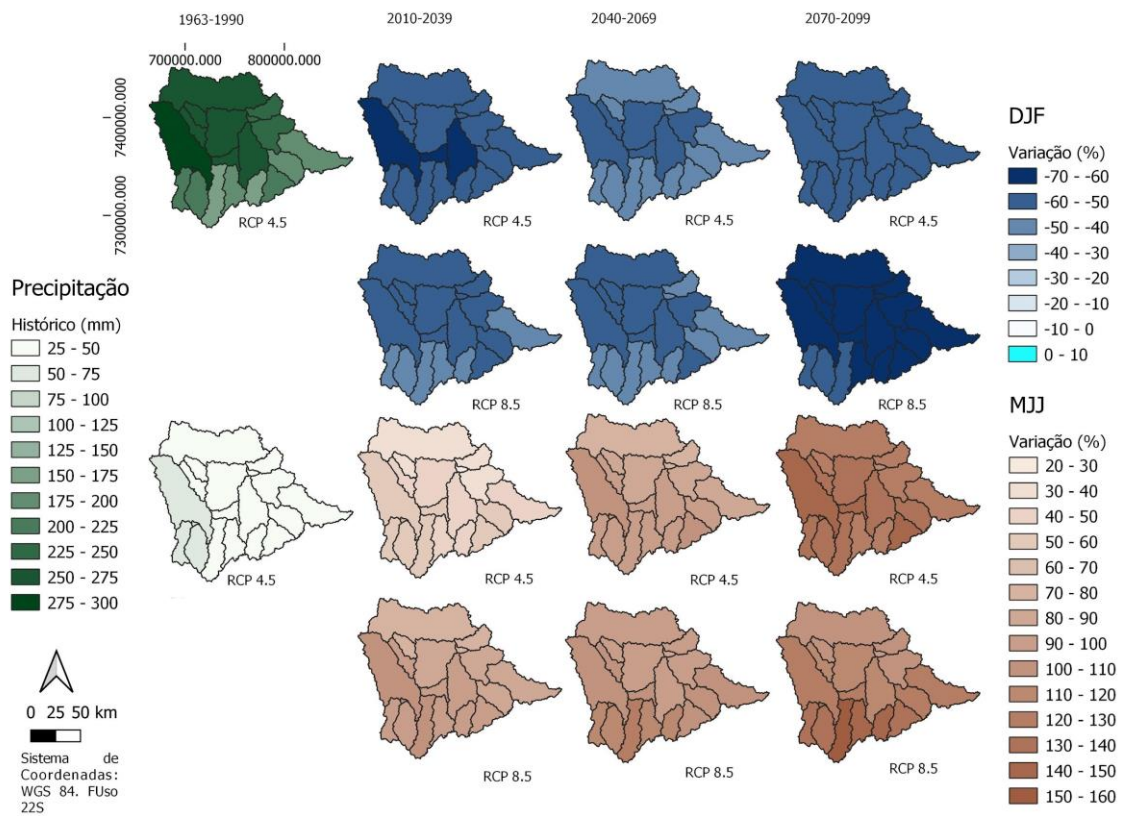 1963-1990
2010-2039
2040-2069
2070-2099
700000.000
800000.000
7400000.000
7300000.000
RCP 4.5
RCP 4.5
RCP 4.5
RCP 4.5
RCP 8.5
RCP 8.5
RCP 8.5
RCP 4.5
RCP 4.5
RCP 4.5
RCP 4.5
RCP 8.5
RCP 8.5
RCP 8.5
Precipitação
Histórico (mm)
25 - 50
50 - 75
75 - 100
100 - 125
125 - 150
150 - 175
175 - 200
200 - 225
225 - 250
250 - 275
275 - 300
0 25 50 km
Sistema de
Coordenadas:
WGS 84. FUso
22S
DJF
Variação (%)
-70 - -60
-60 - -50
-50 - -40
-40 - -30
-30 - -20
-20 - -10
-10 - 0
0 - 10
MJJ
Variação (%)
20 - 30
30 - 40
40 - 50
50 - 60
60 - 70
70 - 80
80 - 90
90 - 100
100 - 110
110 - 120
120 - 130
130 - 140
140 - 150
150 - 160